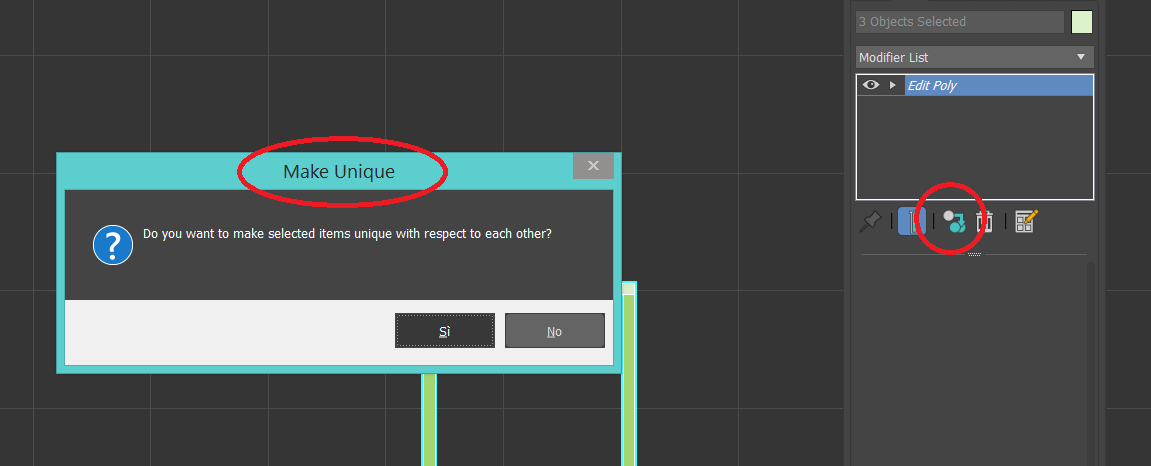 3 Objects Selected
Modifier List
Edit Poly
Make Unique
Do you want to make selected items unique with respect to each other?
Sì
No